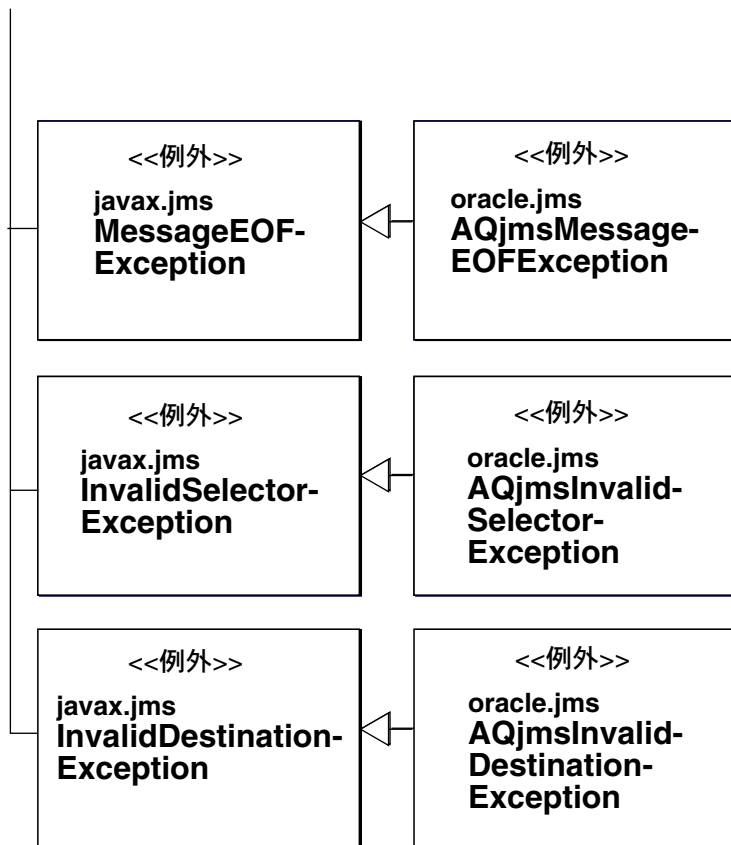 <<例外>>
javax.jms
MessageEOF-
Exception
<<例外>>
oracle.jms
AQjmsMessage-
EOFException
<<例外>>
javax.jms
InvalidSelector-
Exception
<<例外>>
oracle.jms
AQjmsInvalid-
Selector-
Exception
<<例外>>
javax.jms
InvalidDestination-
Exception
<<例外>>
oracle.jms
AQjmsInvalid-
Destination-
Exception